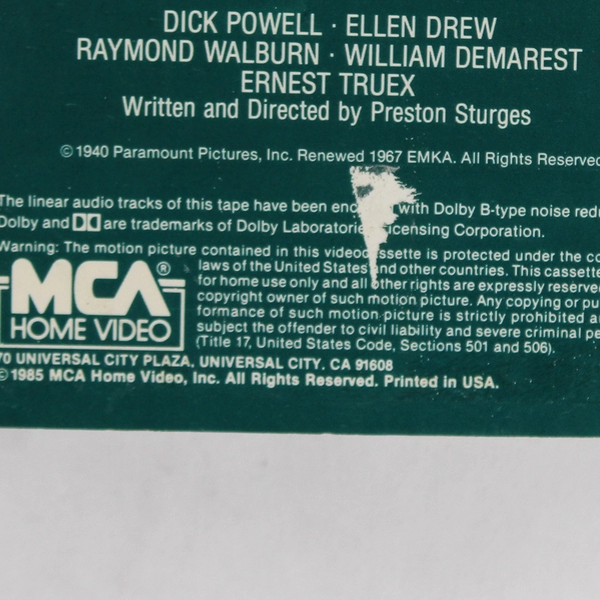 DICK POWELL · ELLEN DREW
RAYMOND WALBURN · WILLIAM DEMAREST
ERNEST TRUEX
Written and Directed by Preston Sturges
©1940 Paramount Pictures, Inc. Renewed 1967 EMKA. All Rights Reserved
The linear audio tracks of this tape have been with Dolby B-type noise
Dolby and are trademarks of Dolby Laboratories Licensing Corporation.
Warning: The motion picture contained in this videocassette is protected under the
laws of the United States and other countries. This cassette
for home use only and all other rights are expressly reserved
copyright owner of such motion picture. Any copying or
formance of such motion picture is strictly prohibited
subject the offender to civil liability and severe criminal
(Title 17, United States Code, Sections 501 and 506).
MCA®
HOME VIDEO
70 UNIVERSAL CITY PLAZA, UNIVERSAL CITY, CA 91608
©1985 MCA Home Video, Inc. All Rights Reserved. Printed in USA.